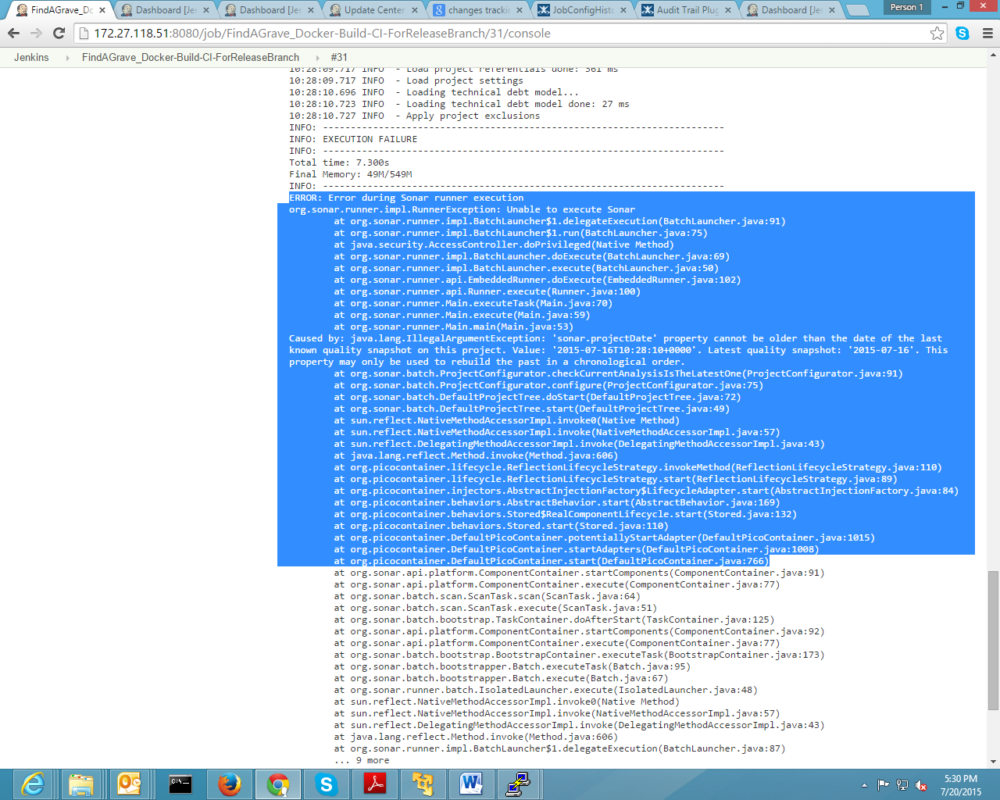 FindAGrave_Do
Dashboard [Jen
Dashboard [Jen
Update Center
changes trackin
JobConfigHisto
Audit Trail Plug
Dashboard [Jen
Person 1
172.27.118.51:8080/job/FindAGrave_Docker-Build-CI-ForReleaseBranch/31/console
Jenkins FindAGrave_Docker-Build-CI-ForReleaseBranch #31
10:28:09.717 INFO  - Load project referentials done: 361 ms
10:28:09.717 INFO  - Load project settings
10:28:10.696 INFO  - Loading technical debt model...
10:28:10.723 INFO  - Loading technical debt model done: 27 ms
10:28:10.727 INFO  - Apply project exclusions
INFO: ------------------------------------------------------------------------
INFO: EXECUTION FAILURE
INFO: ------------------------------------------------------------------------
Total time: 7.300s
Final Memory: 49M/549M
INFO: ------------------------------------------------------------------------
ERROR: Error during Sonar runner execution
org.sonar.runner.impl.RunnerException: Unable to execute Sonar
at org.sonar.runner.impl.BatchLauncher$1.delegateExecution(BatchLauncher.java:91)
at org.sonar.runner.impl.BatchLauncher$1.run(BatchLauncher.java:75)
at java.security.AccessController.doPrivileged(Native Method)
at org.sonar.runner.impl.BatchLauncher.doExecute(BatchLauncher.java:69)
at org.sonar.runner.impl.BatchLauncher.execute(BatchLauncher.java:50)
at org.sonar.runner.api.EmbeddedRunner.doExecute(EmbeddedRunner.java:102)
at org.sonar.runner.api.Runner.execute(Runner.java:100)
at org.sonar.runner.Main.executeTask(Main.java:70)
at org.sonar.runner.Main.execute(Main.java:59)
at org.sonar.runner.Main.main(Main.java:53)
Caused by: java.lang.IllegalArgumentException: 'sonar.projectDate' property cannot be older than the date of the last
known quality snapshot on this project. Value: '2015-07-16T10:28:10+0000'. Latest quality snapshot: '2015-07-16'. This
property may only be used to rebuild the past in a chronological order.
at org.sonar.batch.ProjectConfigurator.checkCurrentAnalysisIsTheLatestOne(ProjectConfigurator.java:91)
at org.sonar.batch.ProjectConfigurator.configure(ProjectConfigurator.java:75)
at org.sonar.batch.DefaultProjectTree.doStart(DefaultProjectTree.java:72)
at org.sonar.batch.DefaultProjectTree.start(DefaultProjectTree.java:49)
at sun.reflect.NativeMethodAccessorImpl.invoke0(Native Method)
at sun.reflect.NativeMethodAccessorImpl.invoke(NativeMethodAccessorImpl.java:57)
at sun.reflect.DelegatingMethodAccessorImpl.invoke(DelegatingMethodAccessorImpl.java:43)
at java.lang.reflect.Method.invoke(Method.java:606)
at org.picocontainer.lifecycle.ReflectionLifecycleStrategy.invokeMethod(ReflectionLifecycleStrategy.java:110)
at org.picocontainer.lifecycle.ReflectionLifecycleStrategy.start(ReflectionLifecycleStrategy.java:89)
at org.picocontainer.injectors.AbstractInjectionFactory$LifecycleAdapter.start(AbstractInjectionFactory.java:84)
at org.picocontainer.behaviors.AbstractBehavior.start(AbstractBehavior.java:169)
at org.picocontainer.behaviors.Stored$RealComponentLifecycle.start(Stored.java:132)
at org.picocontainer.behaviors.Stored.start(Stored.java:110)
at org.picocontainer.DefaultPicoContainer.potentiallyStartAdapter(DefaultPicoContainer.java:1015)
at org.picocontainer.DefaultPicoContainer.startAdapters(DefaultPicoContainer.java:1008)
at org.picocontainer.DefaultPicoContainer.start(DefaultPicoContainer.java:766)
at org.sonar.api.platform.ComponentContainer.startComponents(ComponentContainer.java:91)
at org.sonar.api.platform.ComponentContainer.execute(ComponentContainer.java:77)
at org.sonar.batch.scan.ScanTask.scan(ScanTask.java:64)
at org.sonar.batch.scan.ScanTask.execute(ScanTask.java:51)
at org.sonar.batch.bootstrap.TaskContainer.doAfterStart(TaskContainer.java:125)
at org.sonar.api.platform.ComponentContainer.startComponents(ComponentContainer.java:92)
at org.sonar.api.platform.ComponentContainer.execute(ComponentContainer.java:77)
at org.sonar.batch.bootstrap.BootstrapContainer.executeTask(BootstrapContainer.java:173)
at org.sonar.batch.bootstrapper.Batch.executeTask(Batch.java:95)
at org.sonar.batch.bootstrapper.Batch.execute(Batch.java:67)
at org.sonar.runner.batch.IsolatedLauncher.execute(IsolatedLauncher.java:48)
at sun.reflect.NativeMethodAccessorImpl.invoke0(Native Method)
at sun.reflect.NativeMethodAccessorImpl.invoke(NativeMethodAccessorImpl.java:57)
at sun.reflect.DelegatingMethodAccessorImpl.invoke(DelegatingMethodAccessorImpl.java:43)
at java.lang.reflect.Method.invoke(Method.java:606)
at org.sonar.runner.impl.BatchLauncher$1.delegateExecution(BatchLauncher.java:87)
... 9 more
5:30 PM
7/20/2015